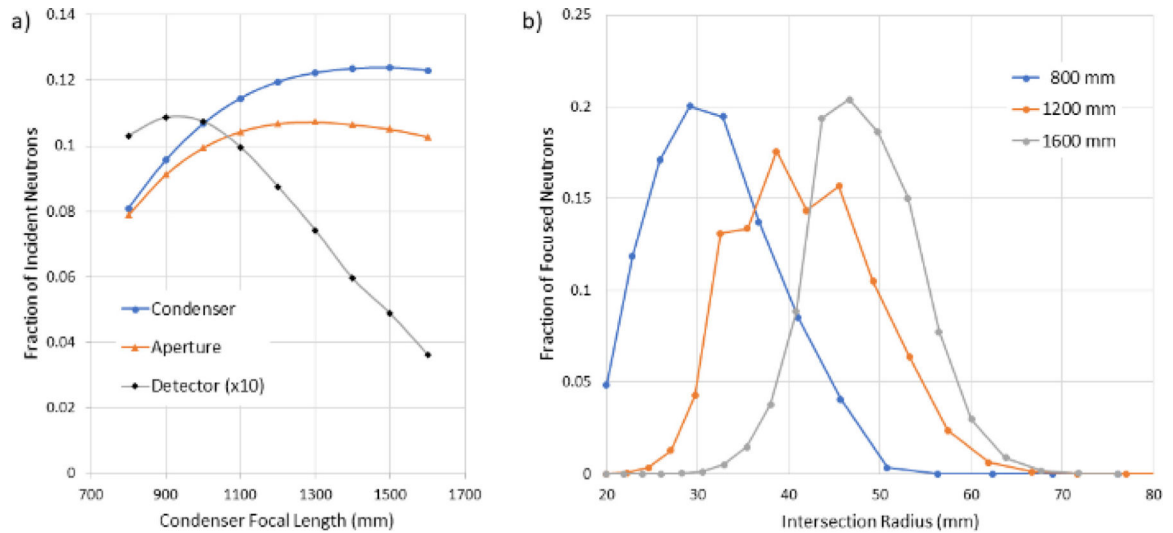 a)
0.14
0.12
0.1
0.08
0.06
0.04
0.02
0
Fraction of Incident Neutrons
Condenser
Aperture
Detector (x10)
700 900 1100 1300 1500 1700
Condenser Focal Length (mm)
b)
0.25
0.2
0.15
0.1
0.05
0
Fraction of Focused Neutrons
800 mm
1200 mm
1600 mm
20 30 40 50 60 70 80
Intersection Radius (mm)